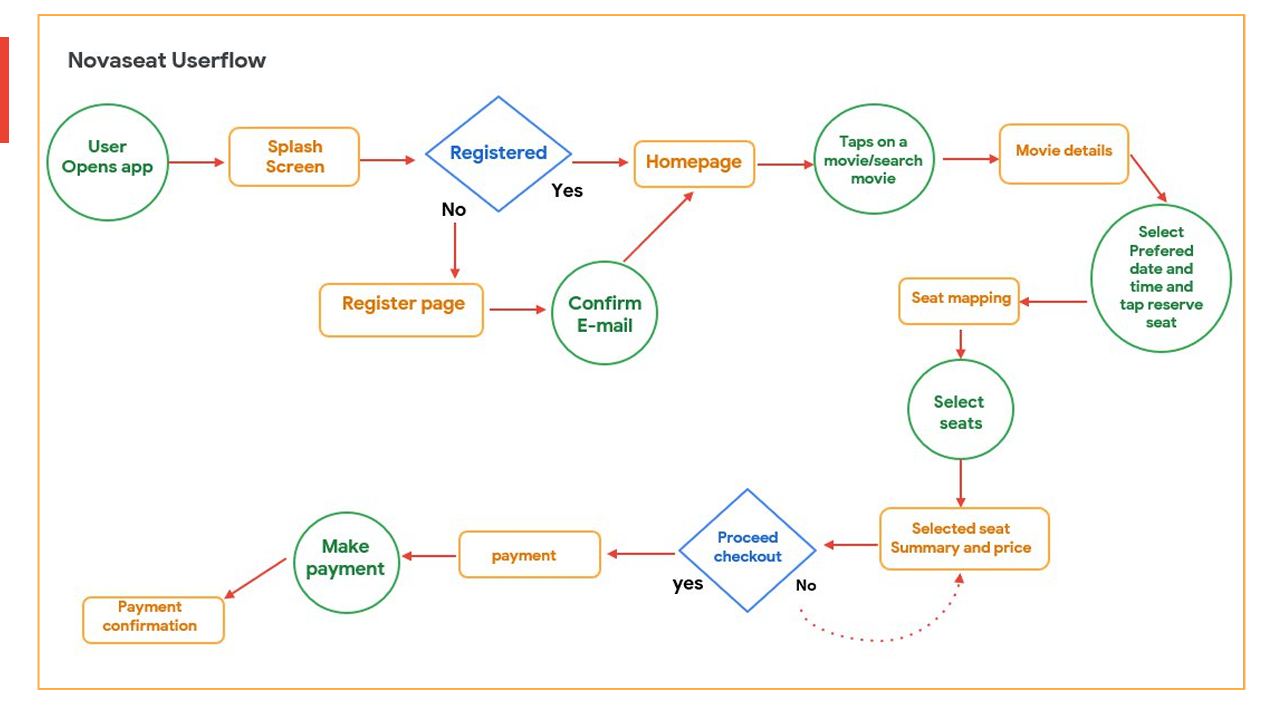 Novaseat Userflow
User
Opens app
Splash
Screen
Registered
Yes
No
Homepage
Taps on a
movie/search
movie
Movie details
Register page
Confirm
E-mail
Select
Prefered
date and
time and
tap reserve
seat
Seat mapping
Select
seats
Selected seat
Summary and price
Proceed
checkout
yes
No
payment
Make
payment
Payment
confirmation